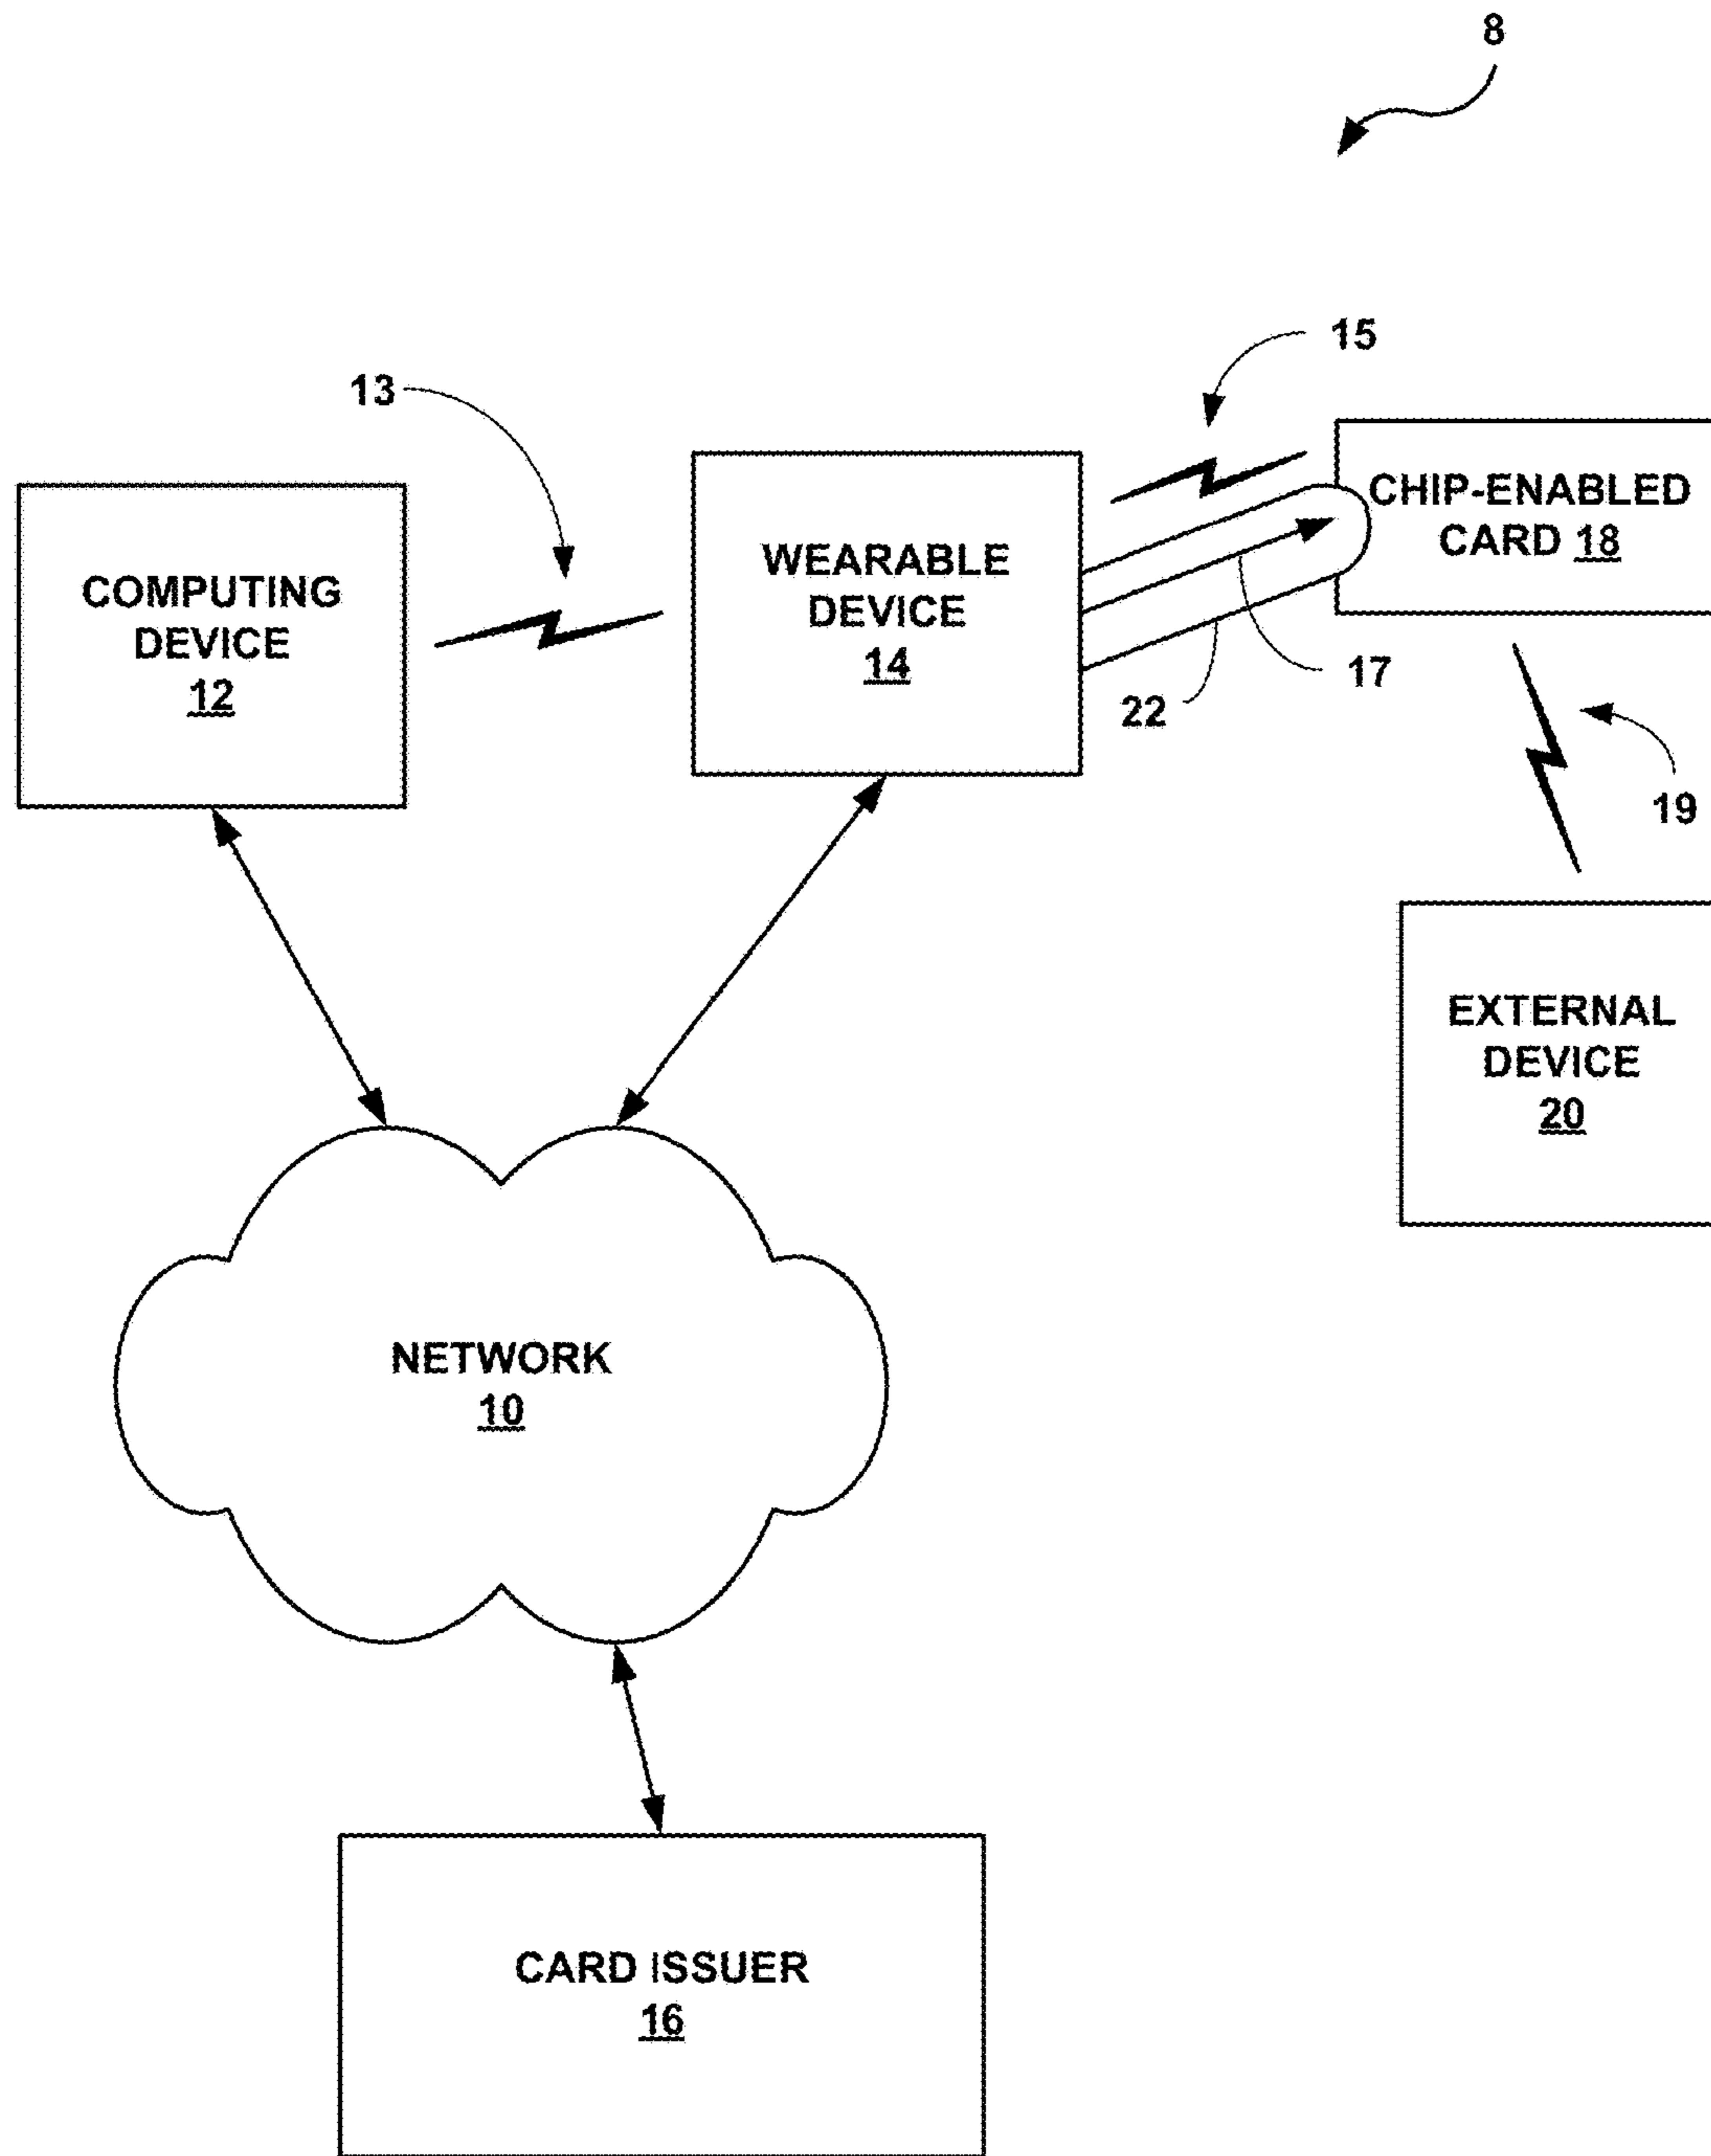 8
15
13
CHIP-ENABLED
CARD 18
WEARABLE
DEVICE
14
COMPUTING
DEVICE
12
17
22
19
EXTERNAL
DEVICE
20
NETWORK
10
CARD ISSUER
16